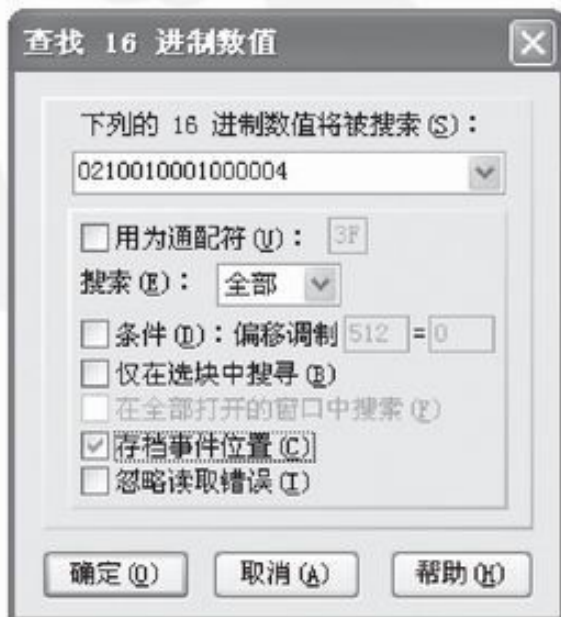 查找 16 进制数值
下列的 16 进制数值将被搜索(S):
0210010001000004
用为通配符(U): 3F
搜索(E): 全部
条件(D): 偏移调制 512 = 0
仅在选块中搜寻(B)
在全部打开的窗口中搜索(F)
存档事件位置(C)
忽略读取错误(I)
确定(O) 取消(A) 帮助(H)